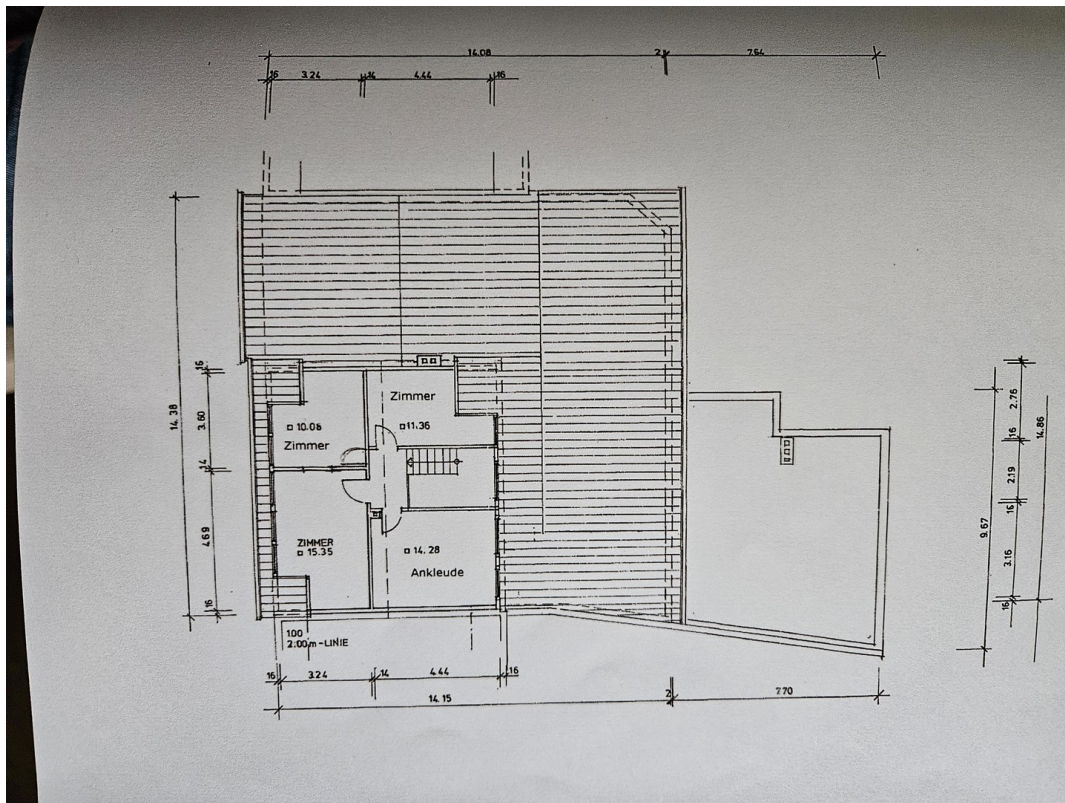 14.08 2 7.64
16 3.24 14 4.44 16
16
14.38
3.60
14
4.69
16
Zimmer
11.36
10.08
Zimmer
ZIMMER
15.35
14.28
Ankleude
100
2:00m-LINIE
16 3.24 14 4.44 16
14.15 2 7.70
2.76
16
14.86
2.19
9.67
16
3.16
16